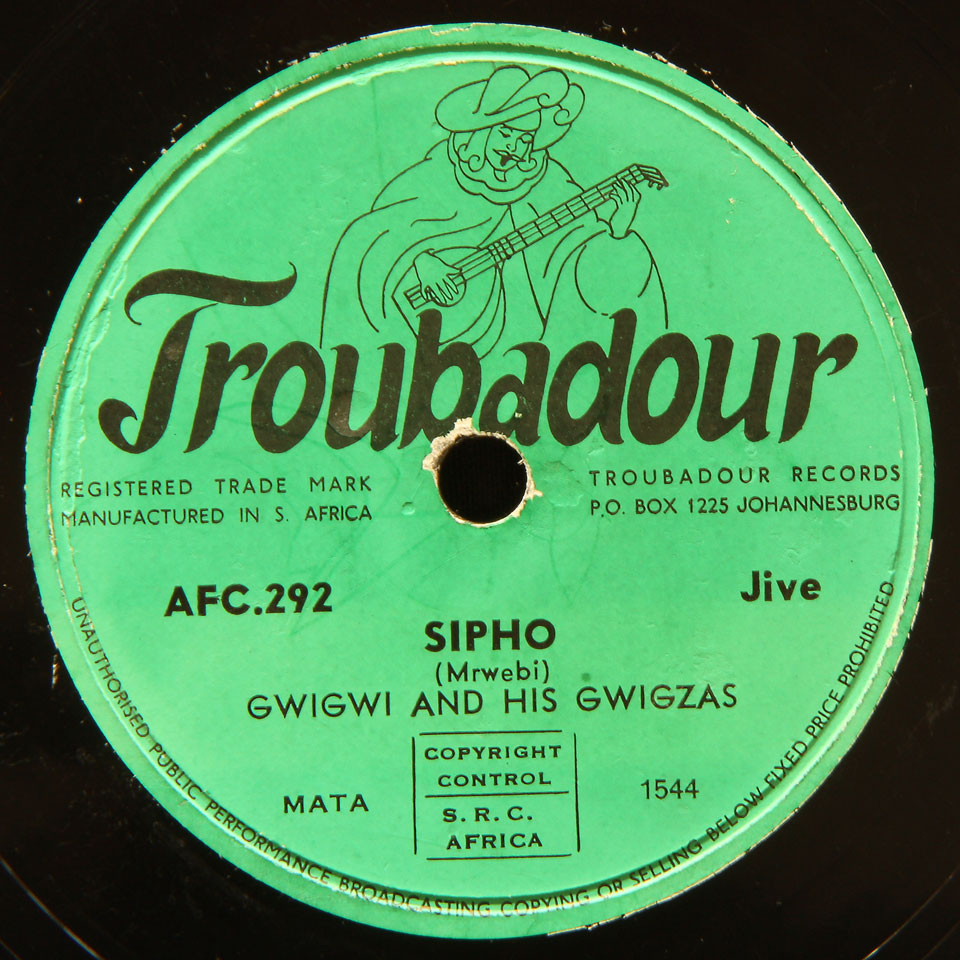 Troubadour
REGISTERED TRADE MARK
MANUFACTURED IN S. AFRICA
TROUBADOUR RECORDS
P.O. BOX 1225 JOHANNESBURG
AFC.292
Jive
SIPHO
(Mrwebi)
GWIGWI AND HIS GWIGZAS
COPYRIGHT
CONTROL
S. R. C.
AFRICA
MATA
1544
UNAUTHORISED PUBLIC PERFORMANCE BROADCASTING COPYING OR SELLING BELOW FIXED PRICE PROHIBITED